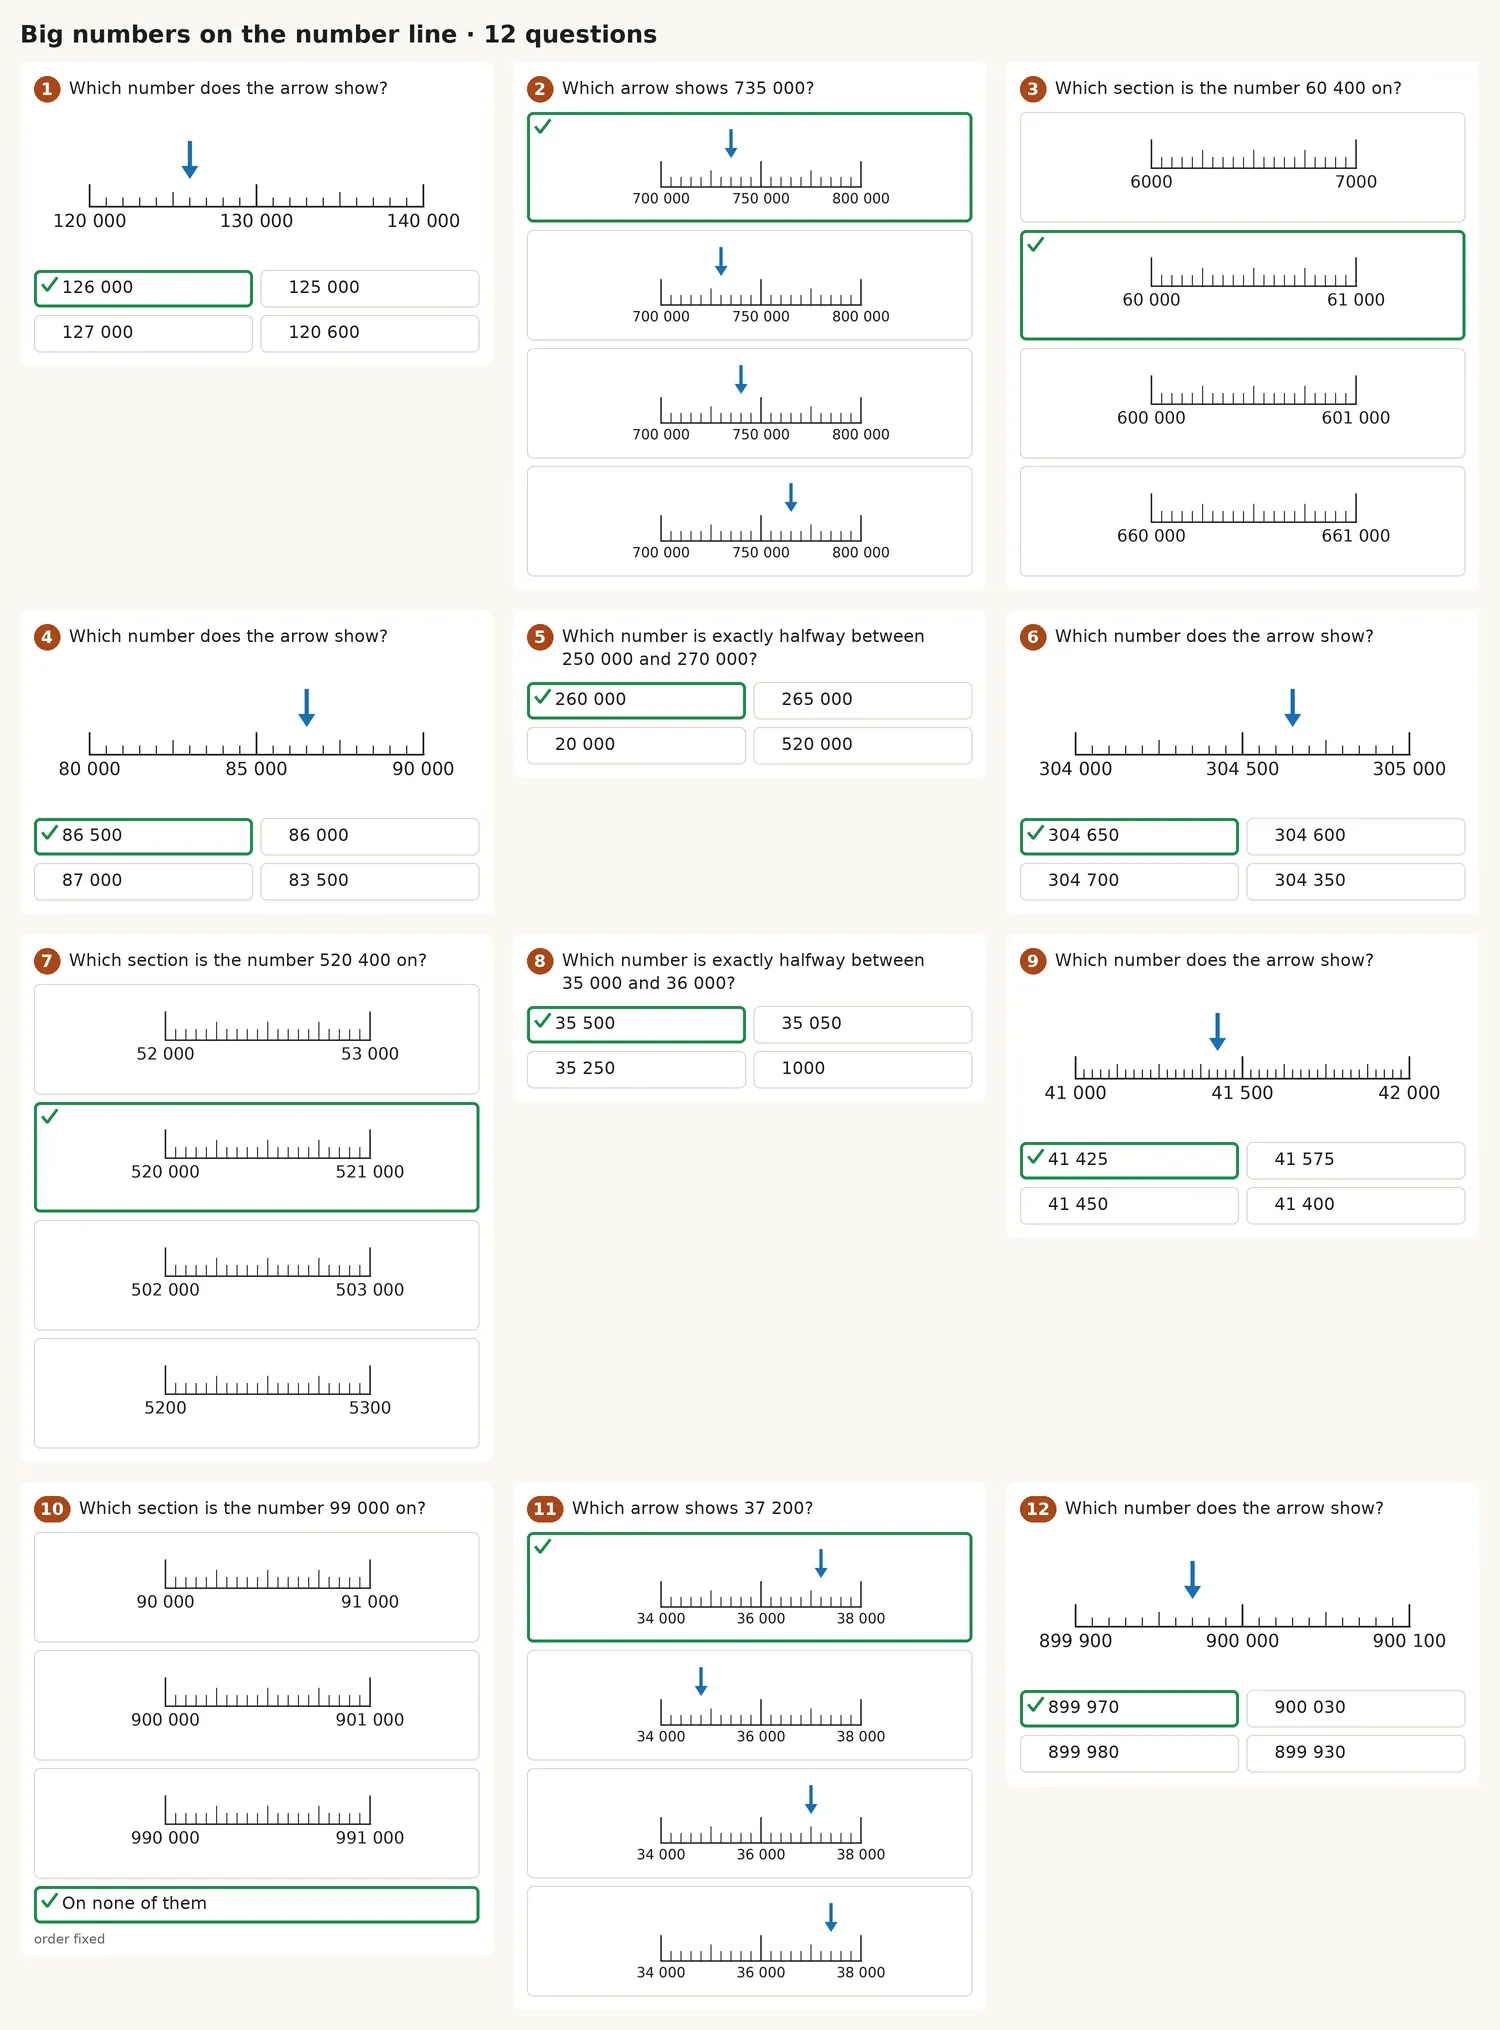 Big numbers on the number line · 12 questions
1 Which number does the arrow show?
120 000 130 000 140 000
126 000 125 000
127 000 120 600
2 Which arrow shows 735 000?
700 000 750 000 800 000
700 000 750 000 800 000
700 000 750 000 800 000
700 000 750 000 800 000
3 Which section is the number 60 400 on?
6000 7000
60 000 61 000
600 000 601 000
660 000 661 000
4 Which number does the arrow show?
80 000 85 000 90 000
86 500 86 000
87 000 83 500
5 Which number is exactly halfway between
250 000 and 270 000?
260 000 265 000
20 000 520 000
6 Which number does the arrow show?
304 000 304 500 305 000
304 650 304 600
304 700 304 350
7 Which section is the number 520 400 on?
52 000 53 000
520 000 521 000
502 000 503 000
5200 5300
8 Which number is exactly halfway between
35 000 and 36 000?
35 500 35 050
35 250 1000
9 Which number does the arrow show?
41 000 41 500 42 000
41 425 41 575
41 450 41 400
10 Which section is the number 99 000 on?
90 000 91 000
900 000 901 000
990 000 991 000
On none of them
order fixed
11 Which arrow shows 37 200?
34 000 36 000 38 000
34 000 36 000 38 000
34 000 36 000 38 000
34 000 36 000 38 000
12 Which number does the arrow show?
899 900 900 000 900 100
899 970 900 030
899 980 899 930